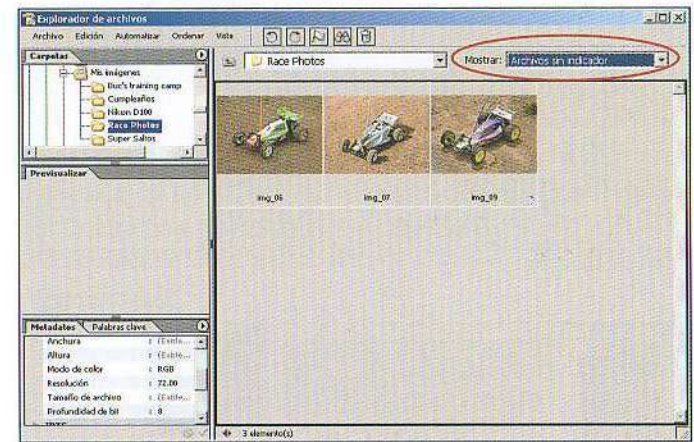 Explorador de archivos
Archivo Edición Automatizar Ordenar Vista
Carpetas
Mis imágenes
Buc's training camp
Cumpleaños
Nikon D100
Race Photos
Super Saltos
Race Photos
Mostrar: Archivos sin indicador
Previsualizar
img_06 img_07 img_09
Metadatos Palabras clave
Anchura
Altura
Modo de color : RGB
Resolución : 72.00
Tamaño de archivo
Profundidad de bit : 8
3 elemento(s)